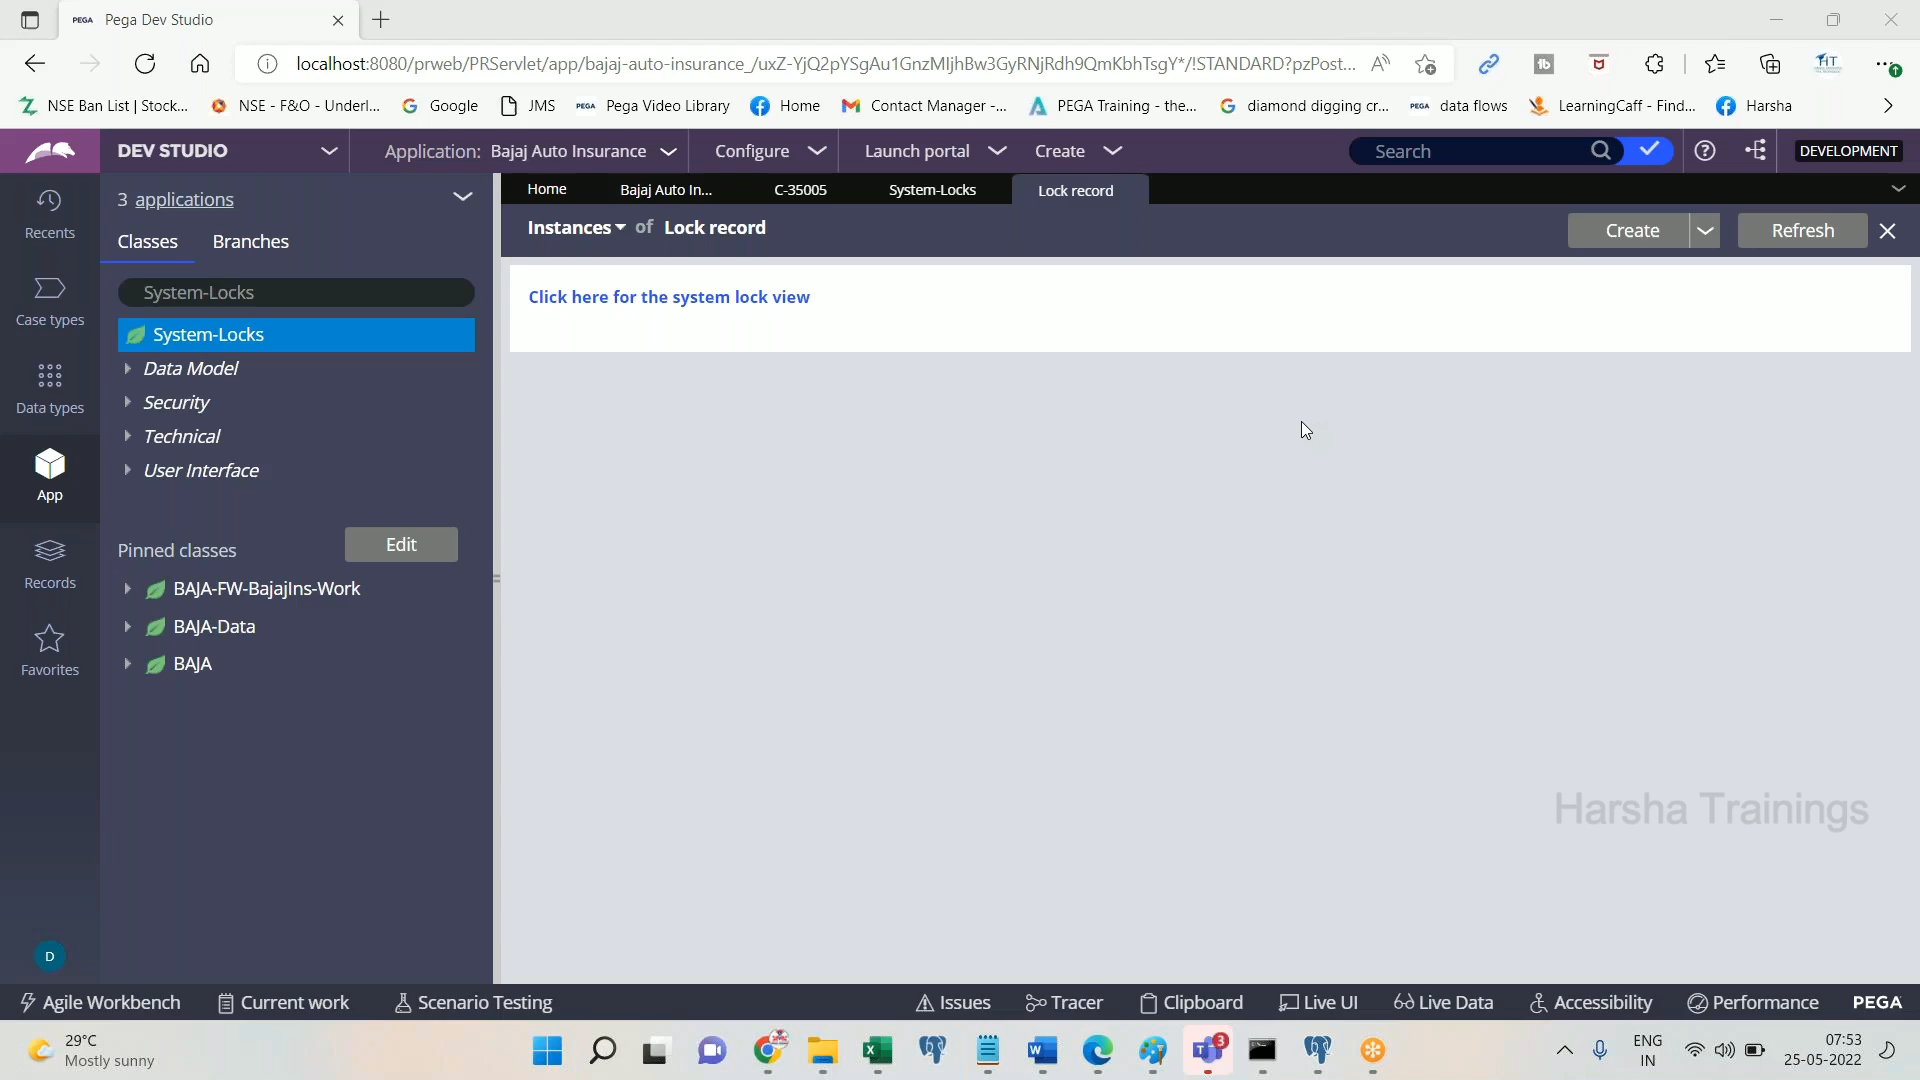 PEGA Pega Dev Studio
localhost:8080/prweb/PRServlet/app/bajaj-auto-insurance_/uxZ-YjQ2pYSgAu1GnzMIjhBw3GyRNjRdh9QmKbhTsgY*/!STANDARD?pzPost...
NSE Ban List | Stock... NSE - F&O - Underl... Google JMS PEGA Pega Video Library Home Contact Manager -... PEGA Training - the... diamond digging cr... PEGA data flows LearningCaff - Find... Harsha
DEV STUDIO Application: Bajaj Auto Insurance Configure Launch portal Create Search DEVELOPMENT
Home Bajaj Auto In... C-35005 System-Locks Lock record
3 applications
Instances of Lock record Create Refresh
Classes Branches
Recents
System-Locks
Click here for the system lock view
System-Locks
Case types
Data Model
Security
Data types
Technical
User Interface
App
Pinned classes Edit
Records
BAJA-FW-BajajIns-Work
BAJA-Data
BAJA
Favorites
Harsha Trainings
D
Agile Workbench Current work Scenario Testing Issues Tracer Clipboard Live UI Live Data Accessibility Performance PEGA
29°C
Mostly sunny
3
ENG
IN
07:53
25-05-2022